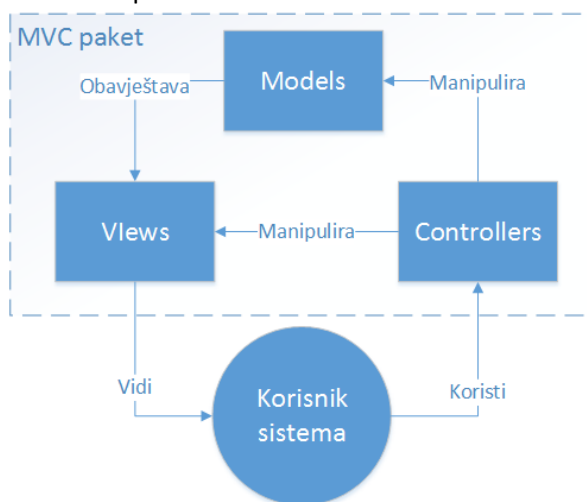 MVC paket
Models
Obavještava
Manipulira
VIews
Manipulira
Controllers
Vidi
Korisnik
sistema
Koristi